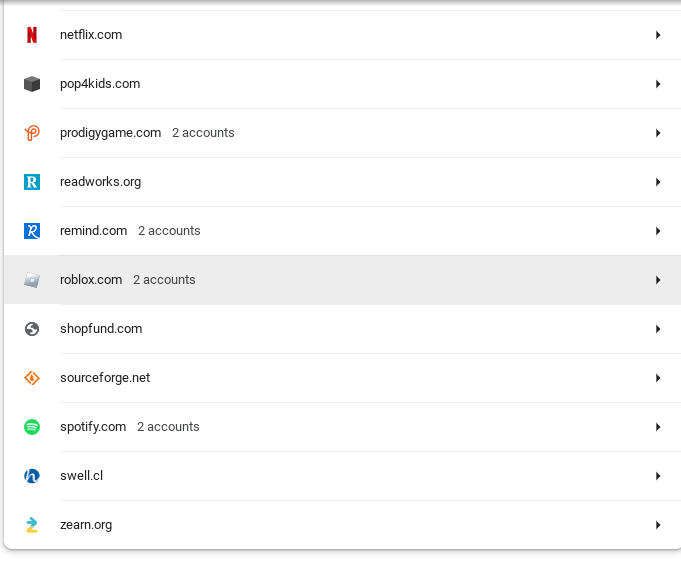 netflix.com
pop4kids.com
prodigygame.com 2 accounts
readworks.org
remind.com 2 accounts
roblox.com 2 accounts
shopfund.com
sourceforge.net
spotify.com 2 accounts
swell.cl
zearn.org